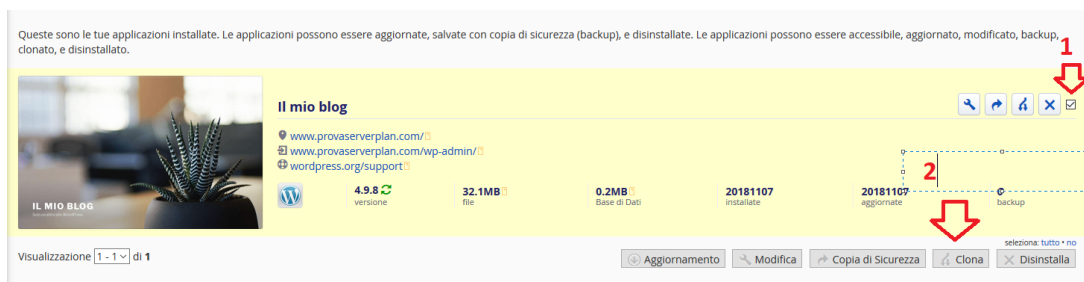 Queste sono le tue applicazioni installate. Le applicazioni possono essere aggiornate, salvate con copia di sicurezza (backup), e disinstallate. Le applicazioni possono essere accessibile, aggiornato, modificato, backup,
clonato, e disinstallato.
1
Il mio blog
www.provaserverplan.com/
www.provaserverplan.com/wp-admin/
wordpress.org/support
2
4.9.8 32.1MB 0.2MB 20181107 20181107
versione file Base di Dati installate aggiornate backup
IL MIO BLOG
seleziona: tutto • no
Visualizzazione 1 - 1 di 1 Aggiornamento Modifica Copia di Sicurezza Clona Disinstalla